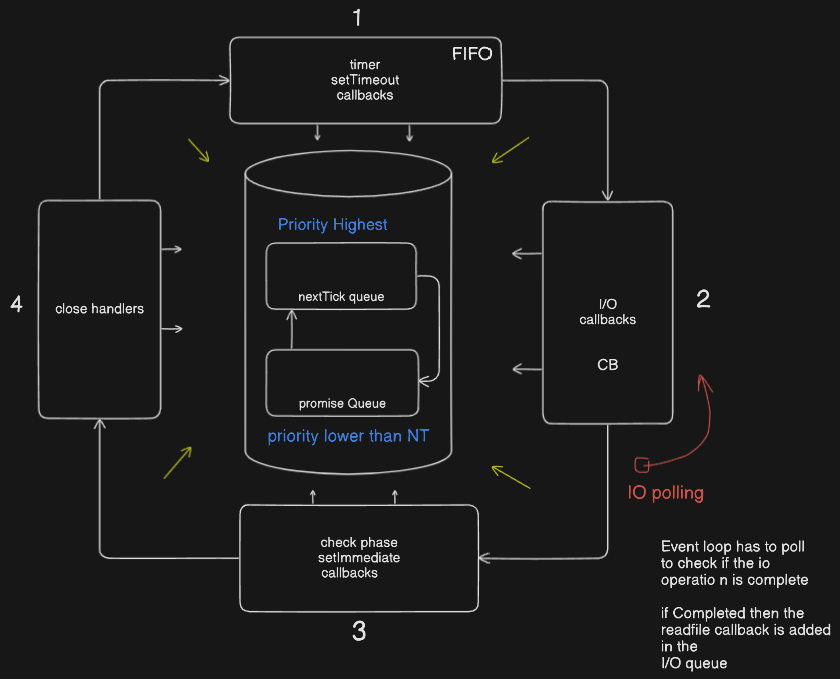 1
FIFO
timer
setTimeout
callbacks
Priority Highest
nextTick queue
promise Queue
priority lower than NT
4
close handlers
I/O
callbacks
CB
2
IO polling
check phase
setImmediate
callbacks
3
Event loop has to poll
to check if the io
operatio n is complete
if Completed then the
readfile callback is added
in the
I/O queue